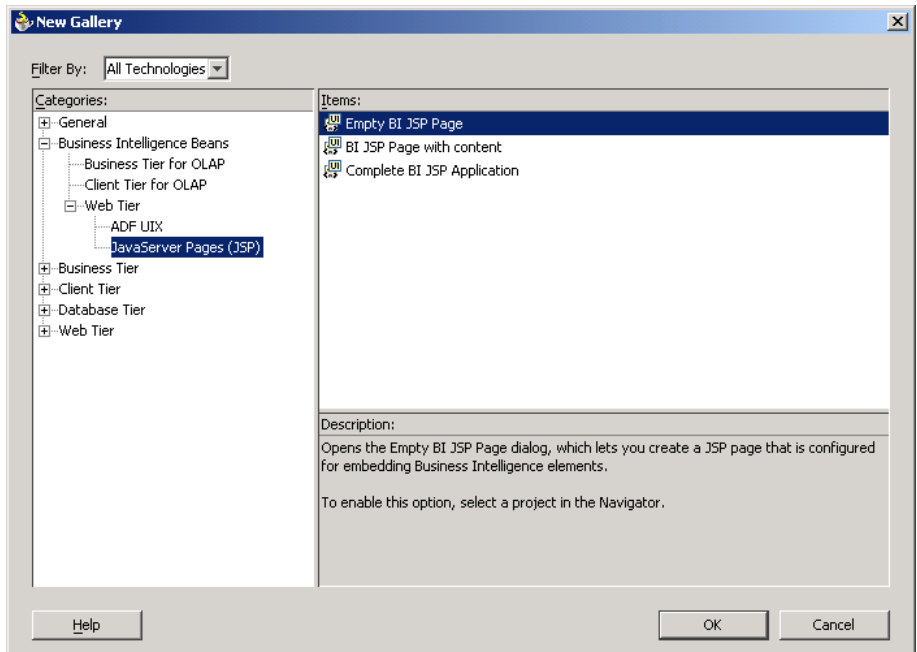 New Gallery
Filter By: All Technologies
Categories:
General
Business Intelligence Beans
Business Tier for OLAP
Client Tier for OLAP
Web Tier
ADF UIX
JavaServer Pages (JSP)
Business Tier
Client Tier
Database Tier
Web Tier
Items:
Empty BI JSP Page
BI JSP Page with content
Complete BI JSP Application
Description:
Opens the Empty BI JSP Page dialog, which lets you create a JSP page that is configured
for embedding Business Intelligence elements.
To enable this option, select a project in the Navigator.
Help
OK
Cancel